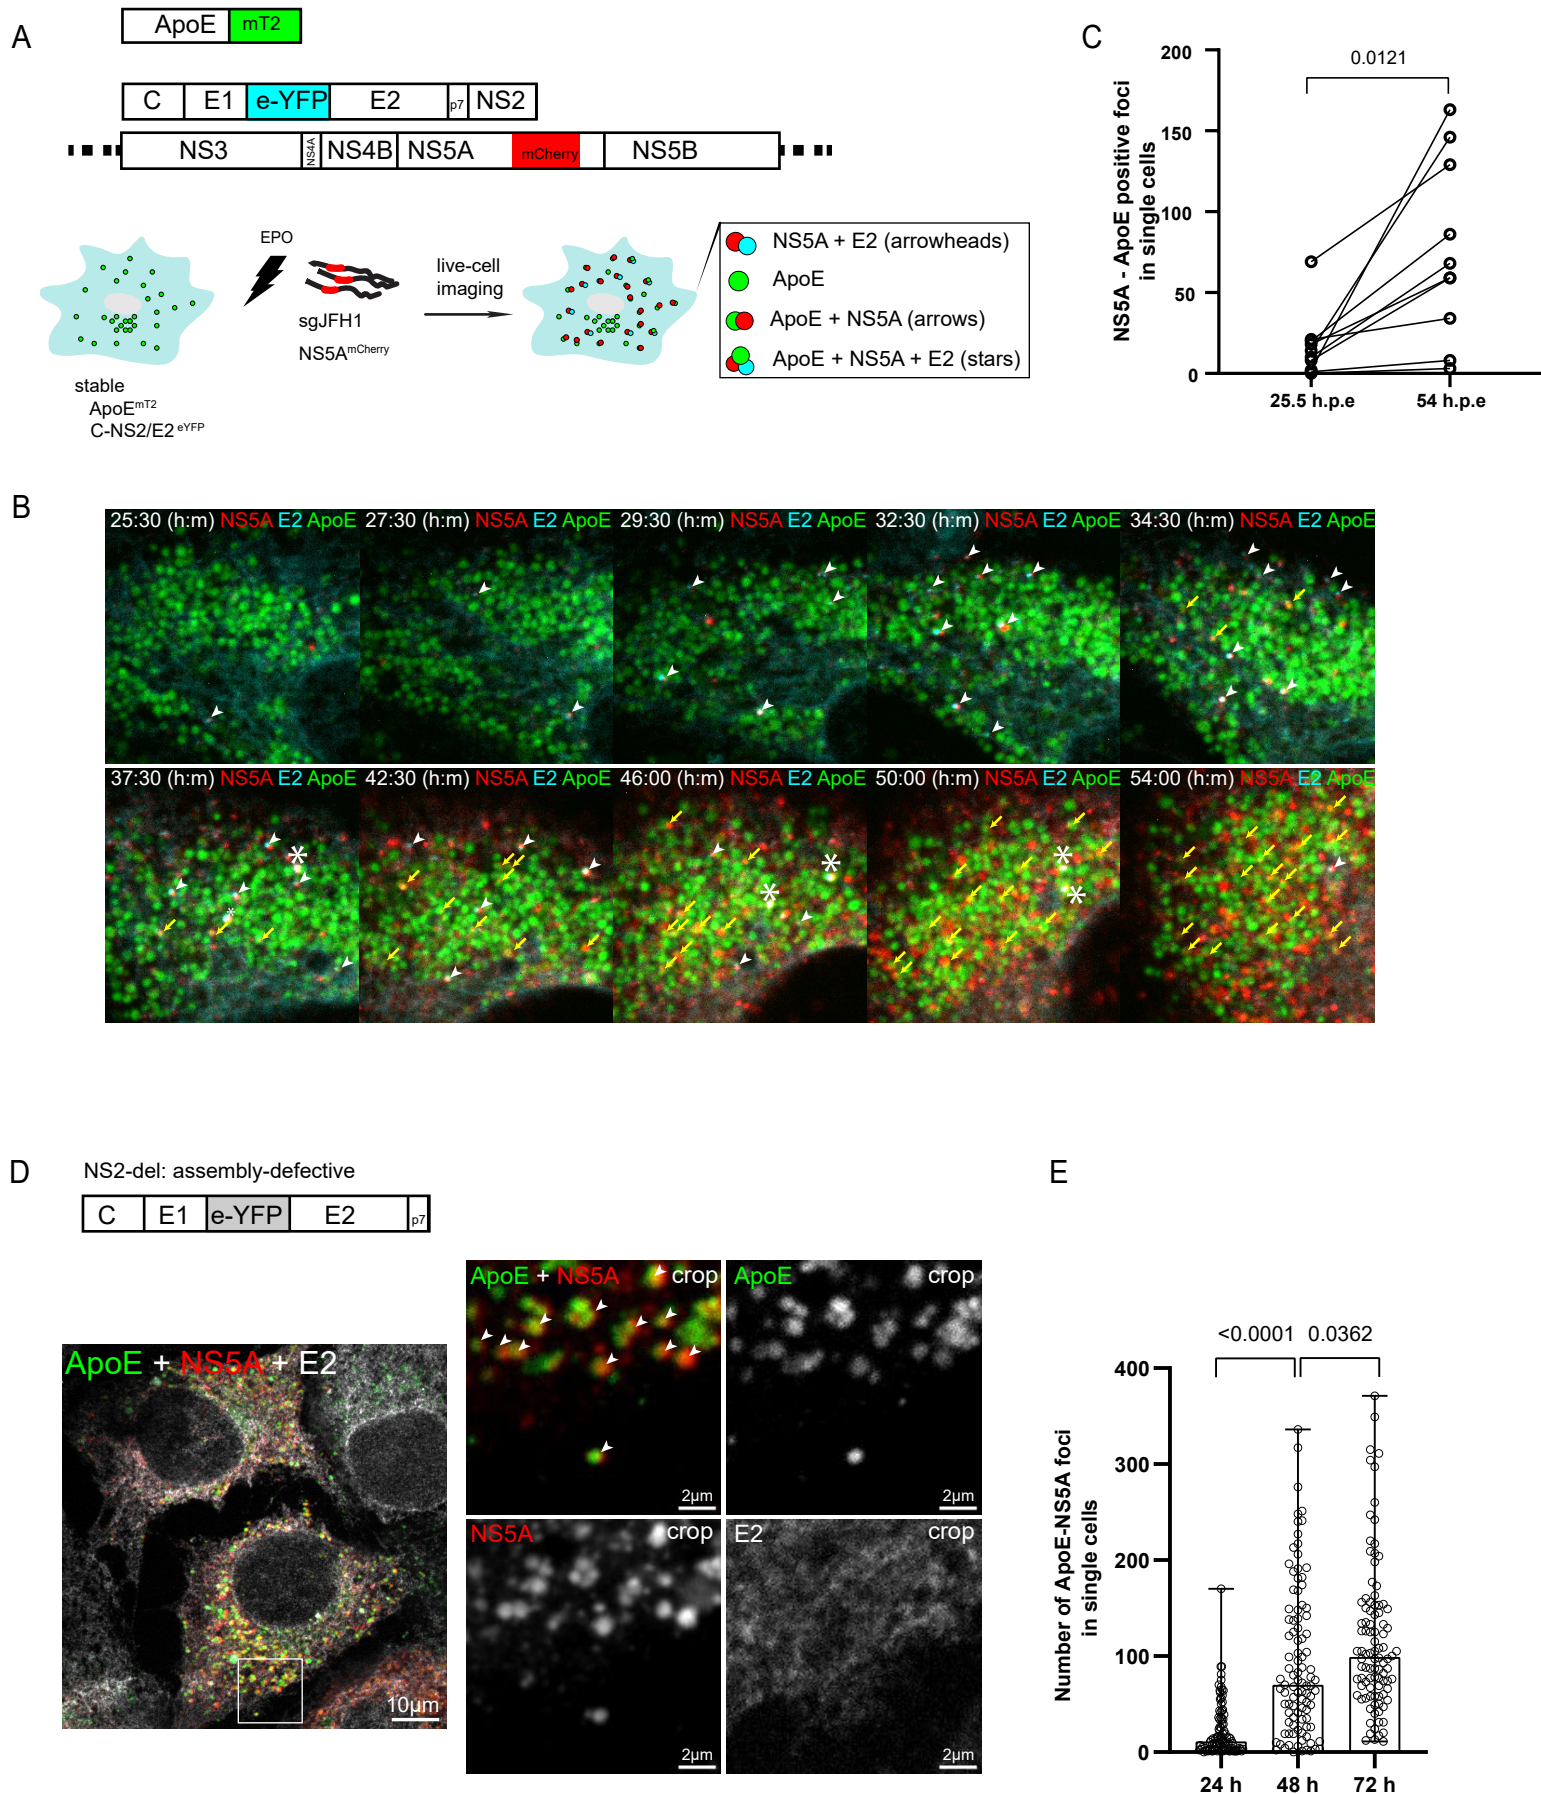 A
ApoE mT2
C E1 e-YFP E2 p7 NS2
NS3 NS4A NS4B NS5A mCherry NS5B
EPO
sgJFH1
NS5AmCherry
live-cell
imaging
stable
ApoEmT2
C-NS2/E2 eYFP
NS5A + E2 (arrowheads)
ApoE
ApoE + NS5A (arrows)
ApoE + NS5A + E2 (stars)
C
NS5A - ApoE positive foci
in single cells
200
150
100
50
0
0.0121
25.5 h.p.e 54 h.p.e
B
25:30 (h:m) NS5A E2 ApoE
27:30 (h:m) NS5A E2 ApoE
29:30 (h:m) NS5A E2 ApoE
32:30 (h:m) NS5A E2 ApoE
34:30 (h:m) NS5A E2 ApoE
37:30 (h:m) NS5A E2 ApoE
42:30 (h:m) NS5A E2 ApoE
46:00 (h:m) NS5A E2 ApoE
50:00 (h:m) NS5A E2 ApoE
54:00 (h:m) NS5A E2 ApoE
D
NS2-del: assembly-defective
C E1 e-YFP E2 p7
ApoE + NS5A + E2
10µm
ApoE + NS5A crop
2µm
ApoE crop
2µm
NS5A crop
2µm
E2 crop
2µm
E
Number of ApoE-NS5A foci
in single cells
<0.0001 0.0362
400
300
200
100
0
24 h 48 h 72 h